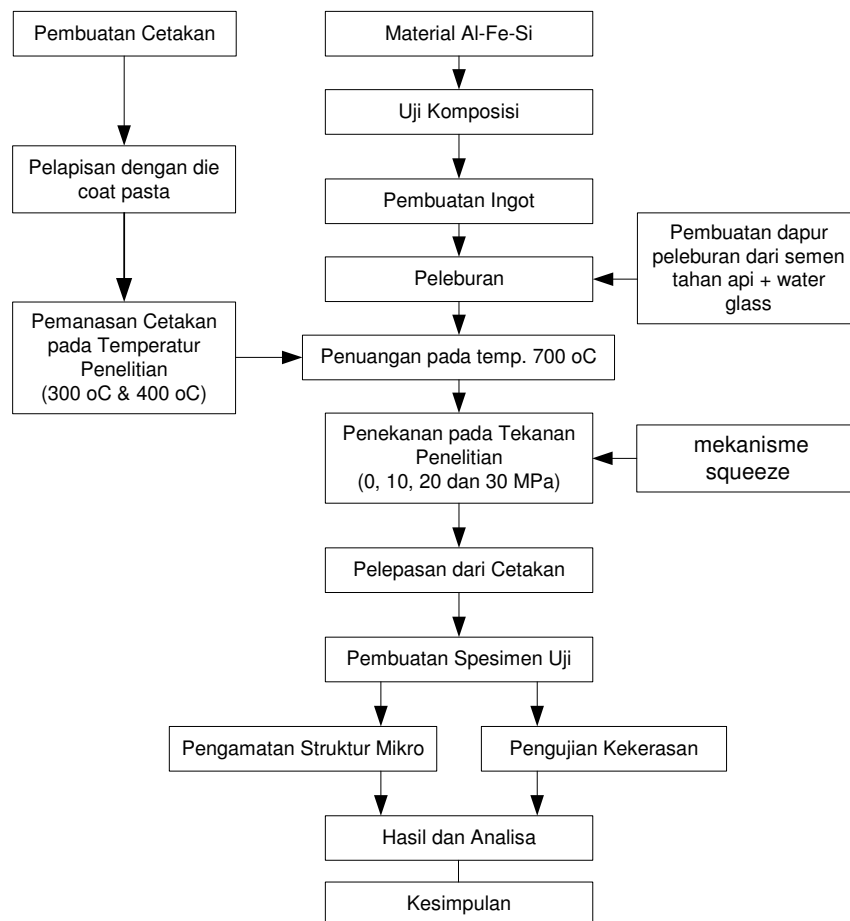 Pembuatan Cetakan
Material Al-Fe-Si
Uji Komposisi
Pelapisan dengan die
coat pasta
Pembuatan Ingot
Pembuatan dapur
peleburan dari semen
tahan api + water
glass
Peleburan
Pemanasan Cetakan
pada Temperatur
Penelitian
(300 oC & 400 oC)
Penuangan pada temp. 700 oC
Penekanan pada Tekanan
Penelitian
(0, 10, 20 dan 30 MPa)
mekanisme
squeeze
Pelepasan dari Cetakan
Pembuatan Spesimen Uji
Pengamatan Struktur Mikro
Pengujian Kekerasan
Hasil dan Analisa
Kesimpulan